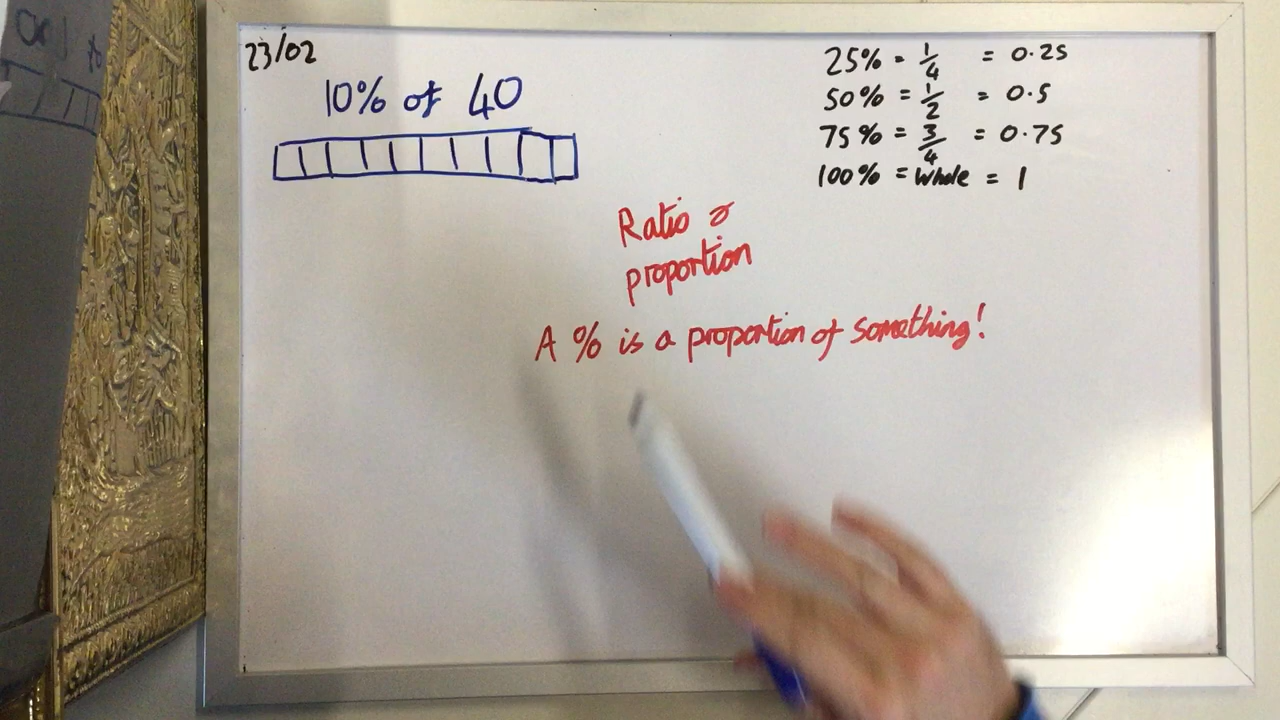 23/02
10% of 40
25% = 1/4 = 0.25
50% = 1/2 = 0.5
75% = 3/4 = 0.75
100% = whole = 1
Ratio &
proportion
A % is a proportion of something!